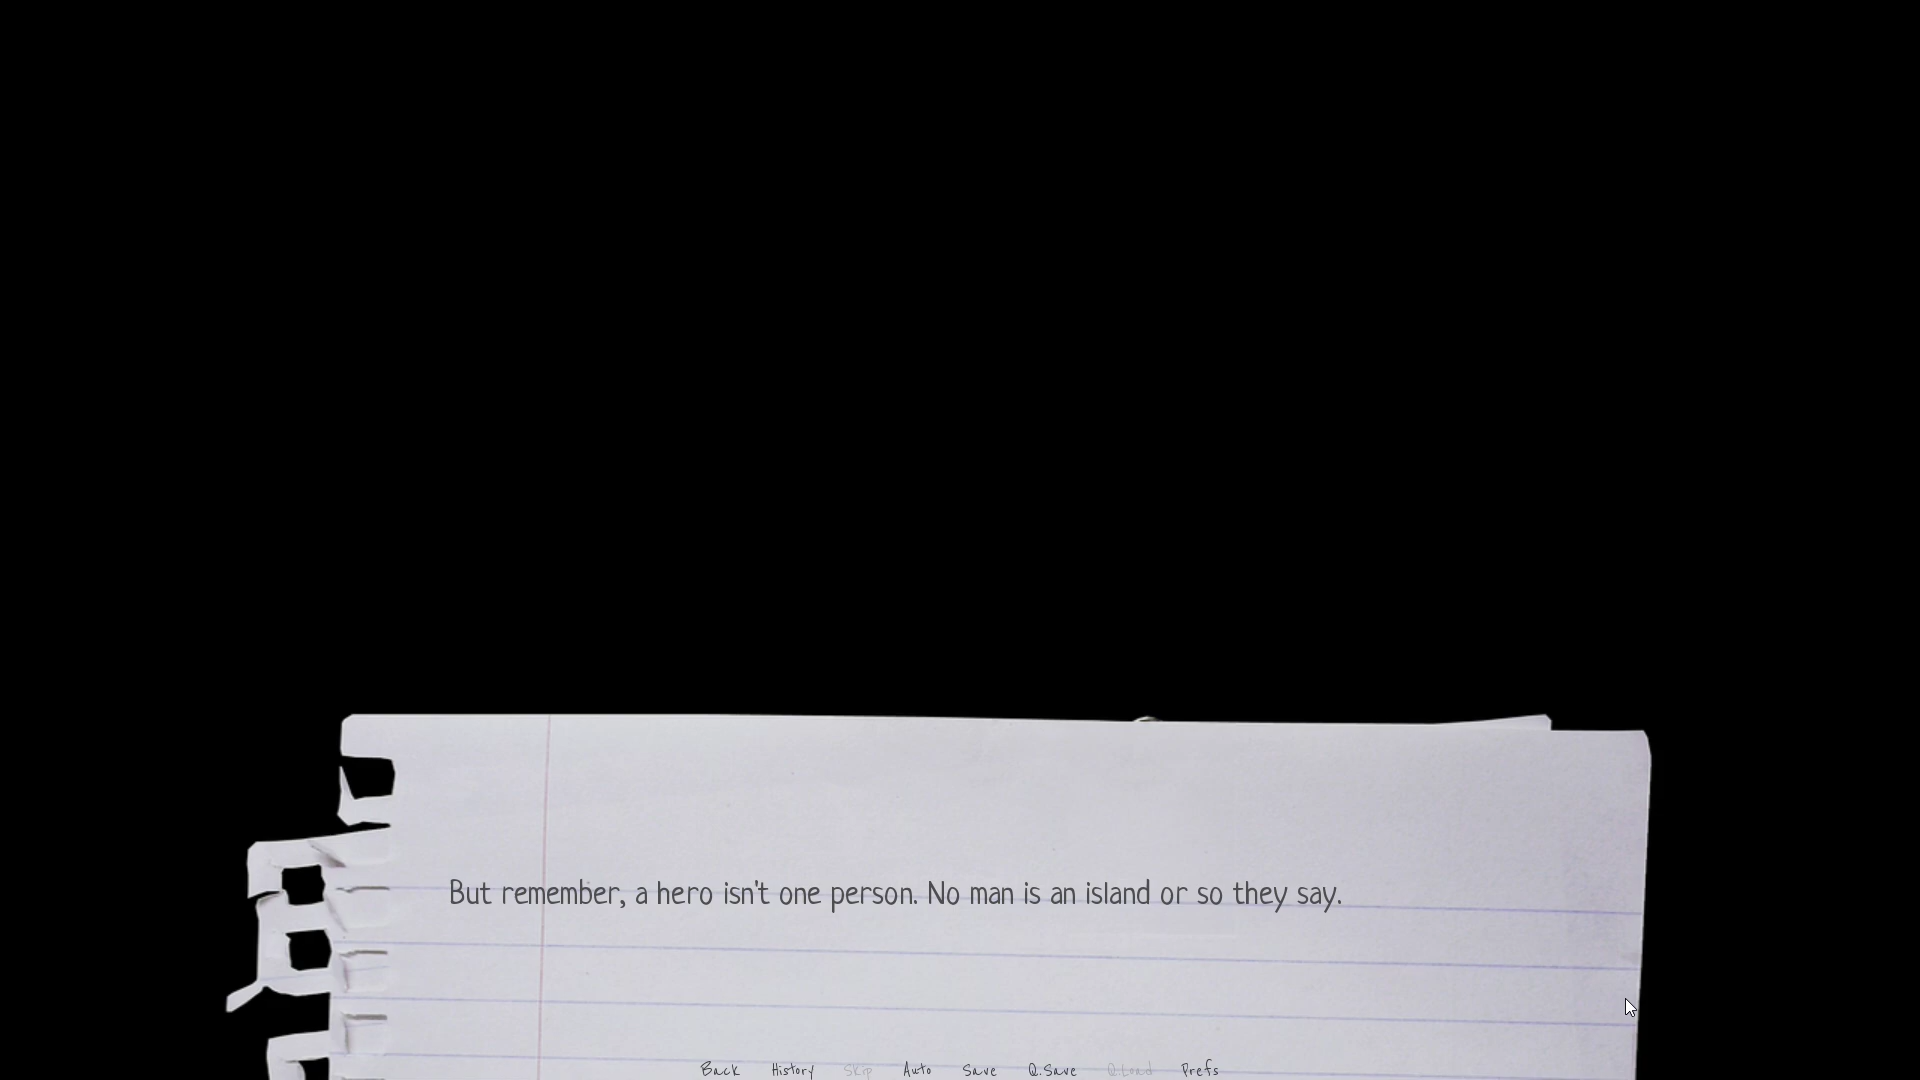 But remember, a hero isn't one person. No man is an island or so they say.
Back History Skip Auto Save Q.Save Q.Load Prefs